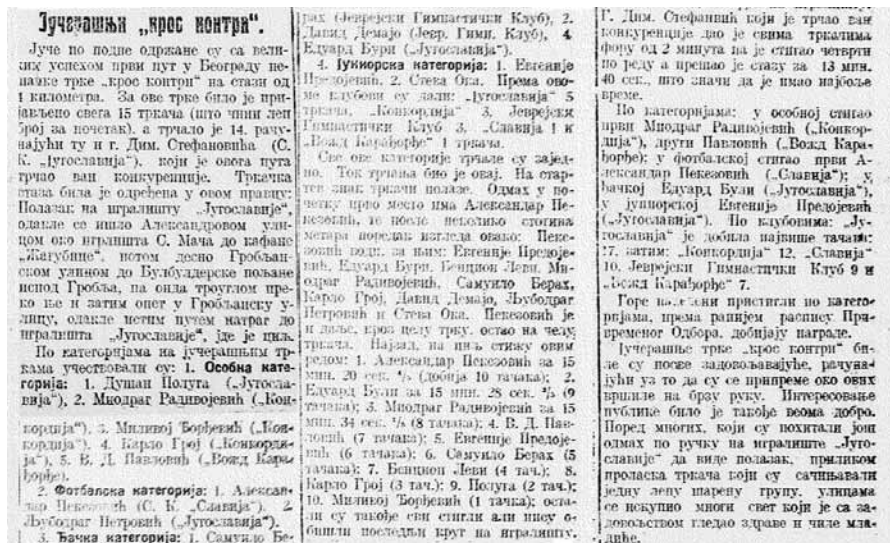 Јучерашњи „крос контри“.
Јуче по подне одржане су са вели-
ким успехом први пут у Београду пе-
шачке трке „крос контри“ на стази од
1 километра. За ове трке било је при-
јављено свега 15 тркача (што чини леп
број за почетак), а трчало је 14, рачу-
најући ту и г. Дим. Стефановића (С.
К. „Југославија“), који је овога пута
трчао ван конкуренције. Тркачка
стаза била је одређена у овом правцу:
Полазак на игралишту „Југославије“,
одакле се ишло Александровом ули-
цом око игралишта С. Мача до кафане
„Жагубице“, потом десно Гробљан-
ском улицом до Булбулдерске пољане
испод Гробља, па онда троуглом пре-
ко ње и затим опет у Гробљанску у-
лицу, одакле истим путем натраг до
игралишта „Југославије“, где је циљ.
По категоријама на јучерашњим тр-
кама учествовали су: 1. Особна кате-
горија: 1. Душан Полуга („Југосла-
вија“), 2. Миодраг Радивојевић („Кон-
кордија“), 3. Миливој Ђорђевић („Кон-
кордија“), 4. Карло Грој („Конкорди-
ја“), 5. В. Д. Павловић („Вожд Кара-
ђорђе).
2. Фотбалска категорија: 1. Алексан-
дар Пекезовић (С. К. „Славија“). 2.
Љубодраг Петровић („Југославија“).
3. Ђачка категорија: 1. Самуило Бе-
рах (Јеврејски Гимнастички Клуб), 2.
Давид Демајо (Јевр. Гимн. Клуб), 4
Едуард Бури („Југославија“).
4. Јуниорска категорија: 1. Евгеније
Предојевић, 2. Стева Ока. Према ово-
ме клубови су дали: „Југославија“ 5
тркача, „Конкордија“ 3. Јеврејски
Гимнастички Клуб 3, „Славија 1 и
„Вожд Карађорђе“ 1 тркача.
Све ове категорије трчале су зајед-
но. Ток трчања био је овај. На стар-
тев знак тркачи полазе. Одмах у по-
четку прво место има Александар Пе-
кезовић, те после неколико стотина
метара поредак изгледа овако: Пеке-
зовић води, за њим: Евгеније Предоје-
вић, Едуард Бури, Бенцион Леви, Ми-
одраг Радивојевић, Самуило Берах,
Карло Грој, Давид Демајо, Љубодраг
Петровић и Стева Ока. Пекезовић је
и даље, кроз целу трку, остао на челу
тркача. Најзад, на циљ стижу овим
редом: 1. Александар Пекезовић за 15
мин. 20 сек. (добија 10 тачака); 2.
Едуард Були за 15 мин. 28 сек. (9
тачака); 3. Миодраг Радивојевић за 15
мин. 34 сек. (8 тачака); 4. В. Д. Пав-
ловић (7 тачака); 5. Евгеније Предоје-
вић (6 тачака); 6. Самуило Берах (5
тачака); 7. Бенцион Леви (4 тач.); 8.
Карло Грој (3 тач.); 9. Полуга (2 тач.);
10. Миливој Ђорђевић (1 тачка); оста-
ли су такође сви стигли али нису о-
бишли последњи круг на игралишту.
Г. Дим. Стефанвић који је трчао ван
конкуренције дао је свима тркачима
фору од 2 минута па је стигао четврти
по реду а прешао је стазу за 13 мин.
40 сек., што значи да је имао најбоље
време.
По категоријама: у особној стигао
први Миодраг Радивојевић („Конкор-
дија“), други Павловић („Вожд Кара-
ђорђе); у фотбалској стигао први А-
лександар Пекезовић („Славија“); у
ђачкој Едуард Були („Југославија“),
у јуниорској Евгеније Предојевић
(„Југославија“). По клубовима: „Ју-
гославија“ је добила највише тачака:
17, затим: „Конкордија“ 12, „Славија“
10, Јеврејски Гимнастички Клуб 9 и
„Вожд Карађорђе“ 7.
Горе наведени пристигли по катего-
ријама, према ранијем распису При-
временог Одбора, добијају награде.
Јучерашње трке „крос контри“ би-
ле су посве задовољавајуће, рачуна-
јући уз то да су се припреме око ових
вршиле на брзу руку. Интересовање
публике било је такође веома добро.
Поред многих, који су похитали још
одмах по ручку на игралиште „Југо-
славије“ да виде полазак, приликом
проласка тркача који су сачињавали
једну лепу шарену групу, улицама
се искупио многи свет који је са за-
довољством гледао здраве и чиле мла-
диће.